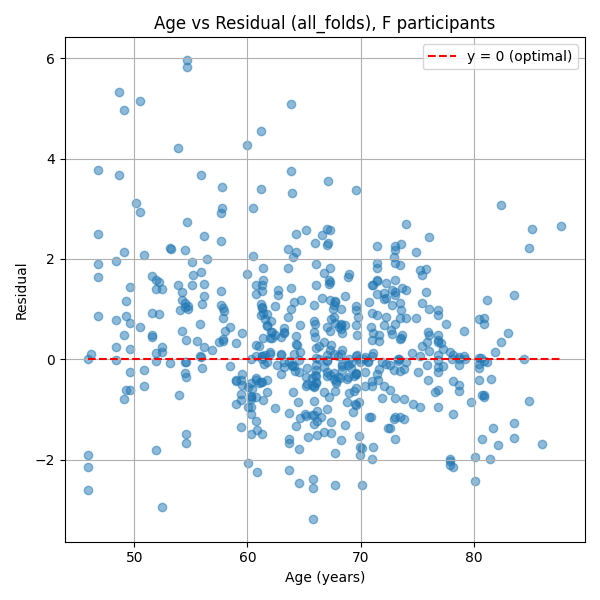 Age vs Residual (all_folds), F participants
y = 0 (optimal)
6
4
2
0
−2
Residual
50 60 70 80
Age (years)